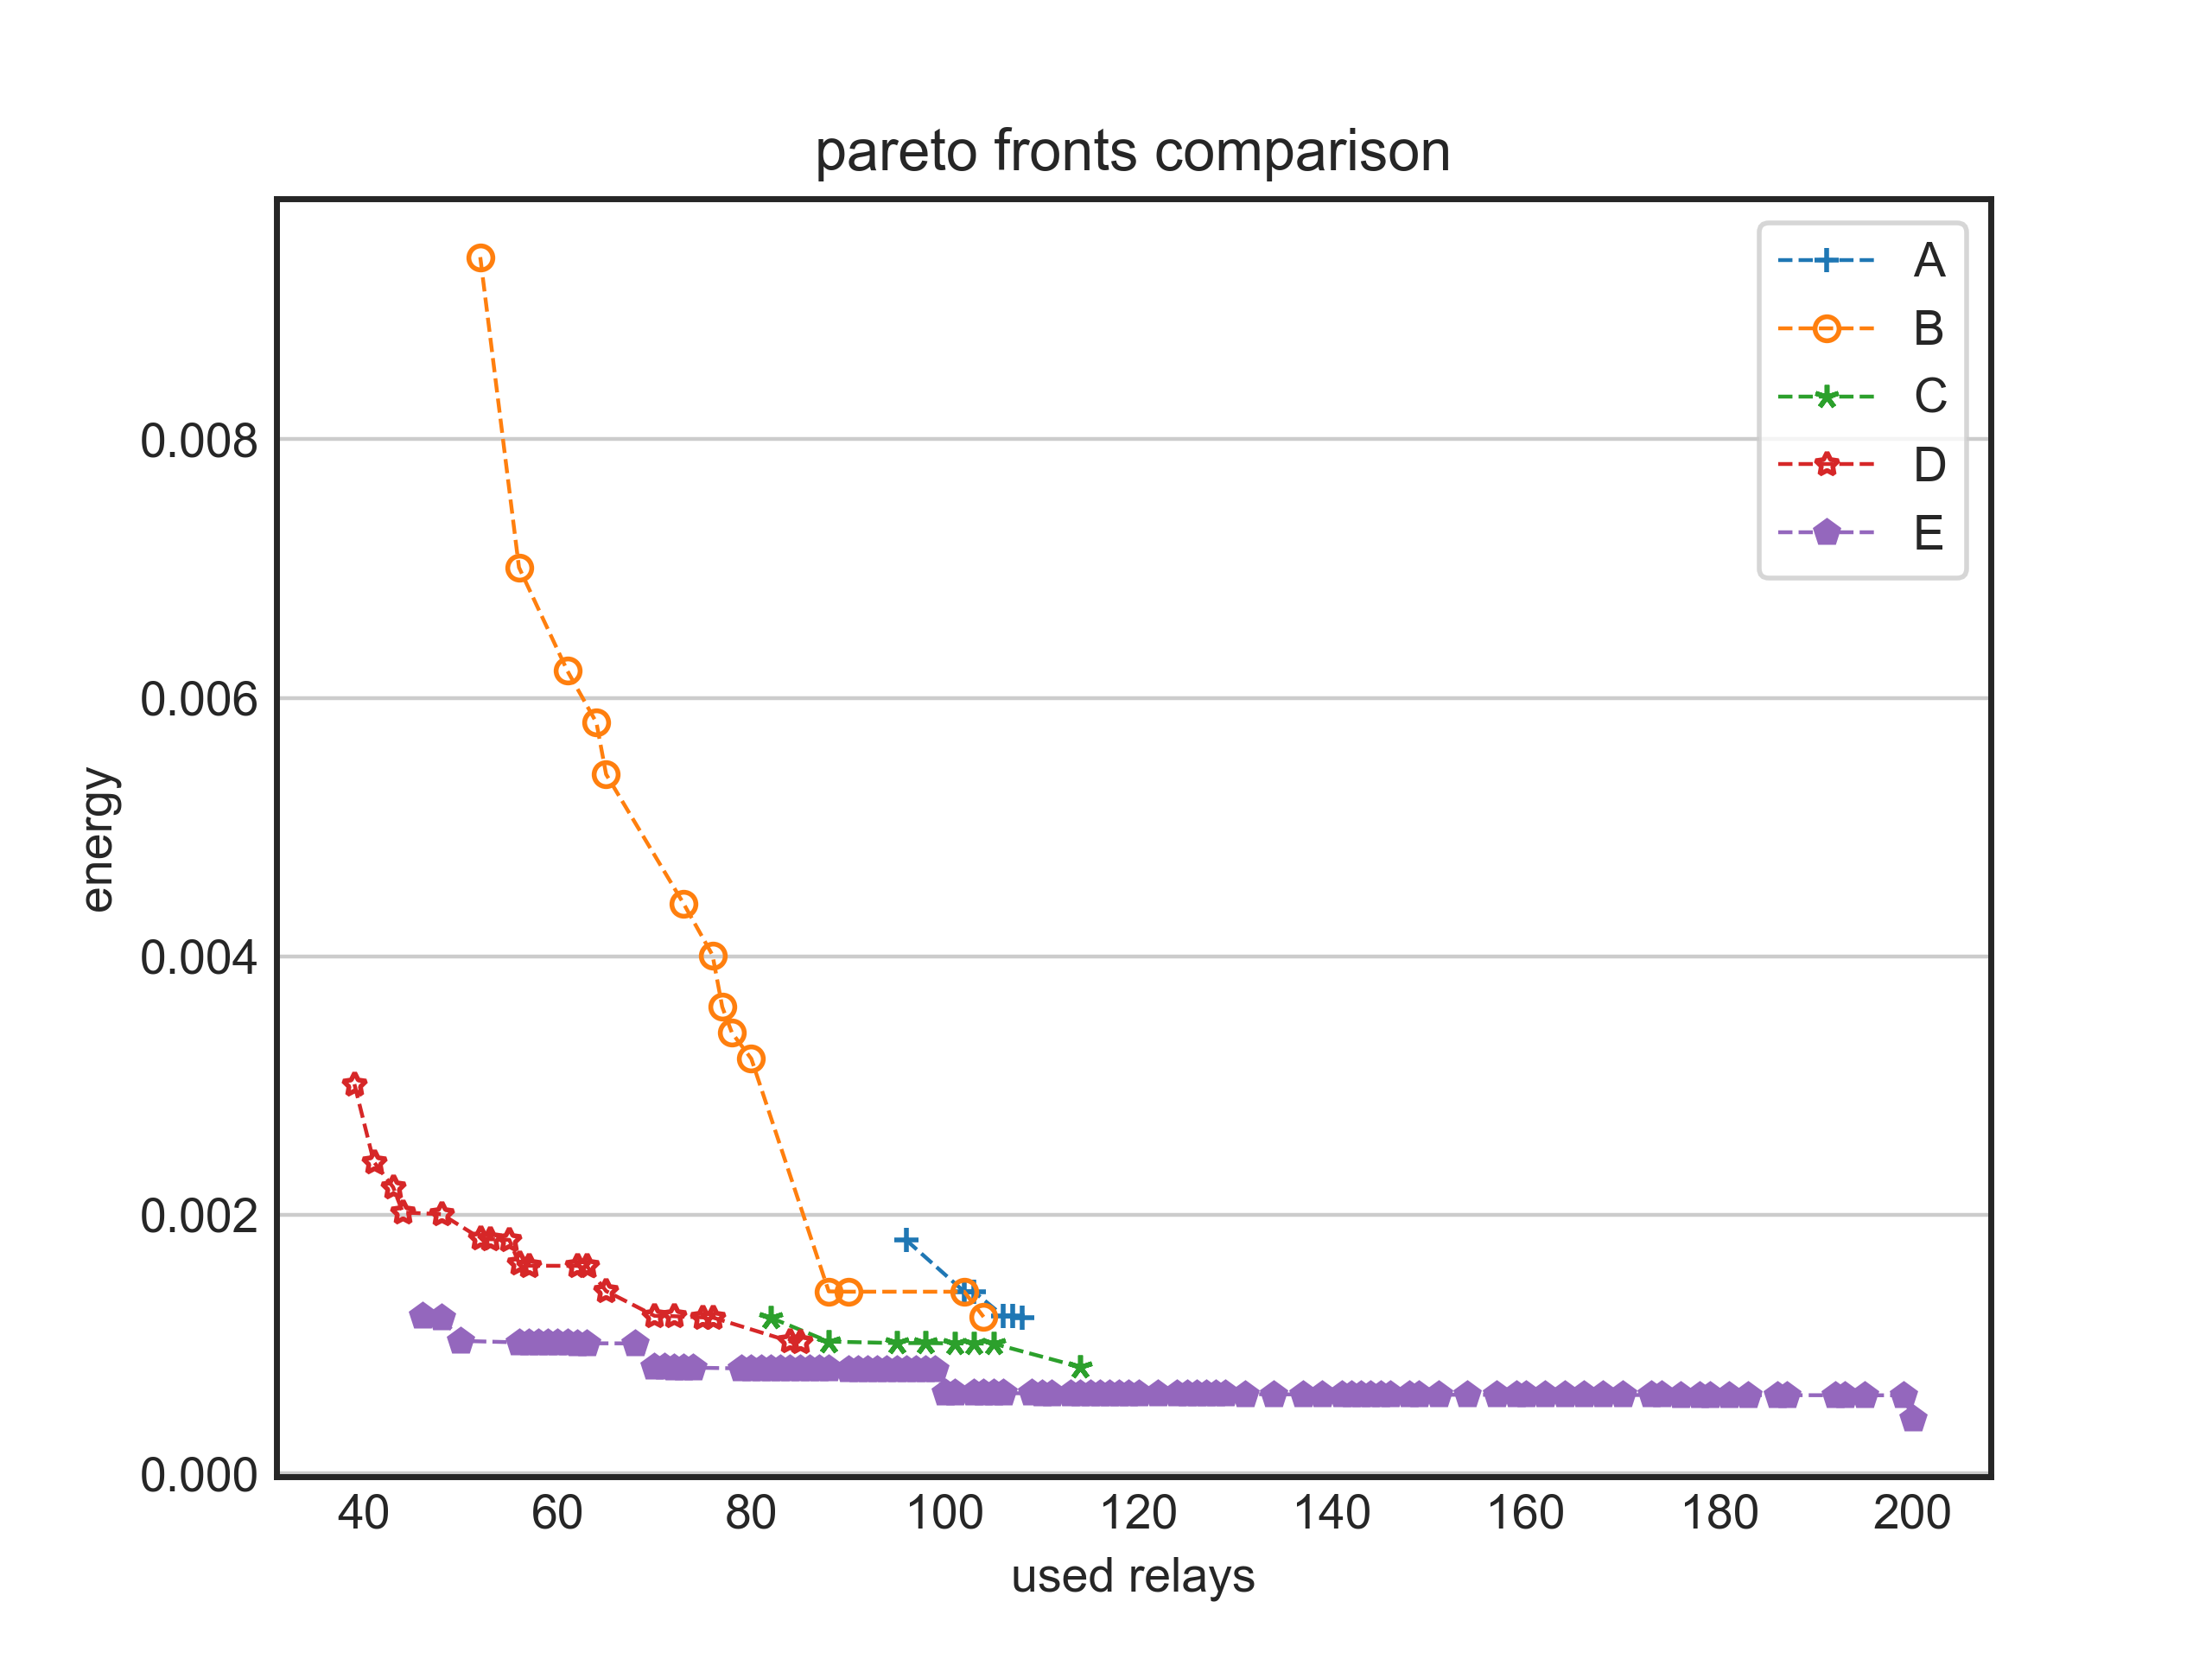 pareto fronts comparison
A
B
C
D
E
energy
0.008
0.006
0.004
0.002
0.000
40 60 80 100 120 140 160 180 200
used relays